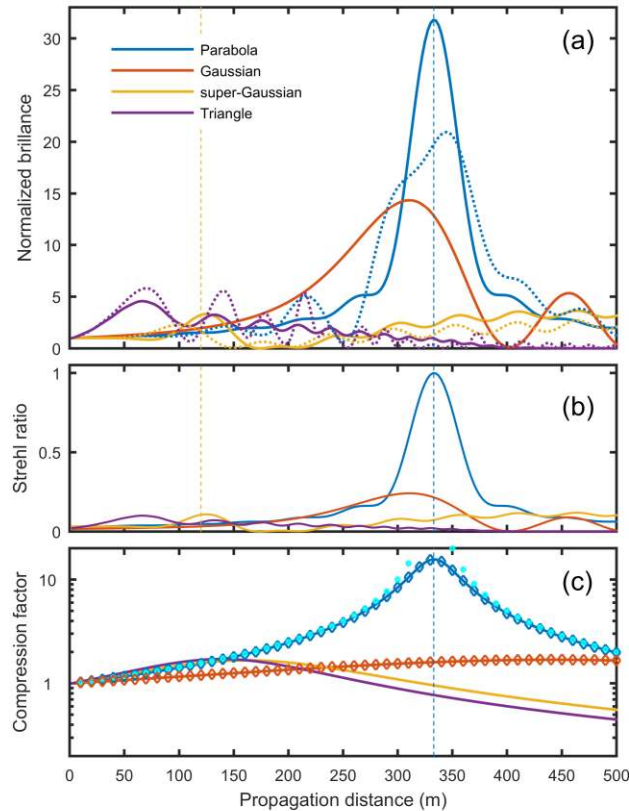 (a)
Parabola
Gaussian
super-Gaussian
Triangle
Normalized brillance
30
25
20
15
10
5
0
(b)
Strehl ratio
1
0.5
0
(c)
Compression factor
10
1
0 50 100 150 200 250 300 350 400 450 500
Propagation distance (m)